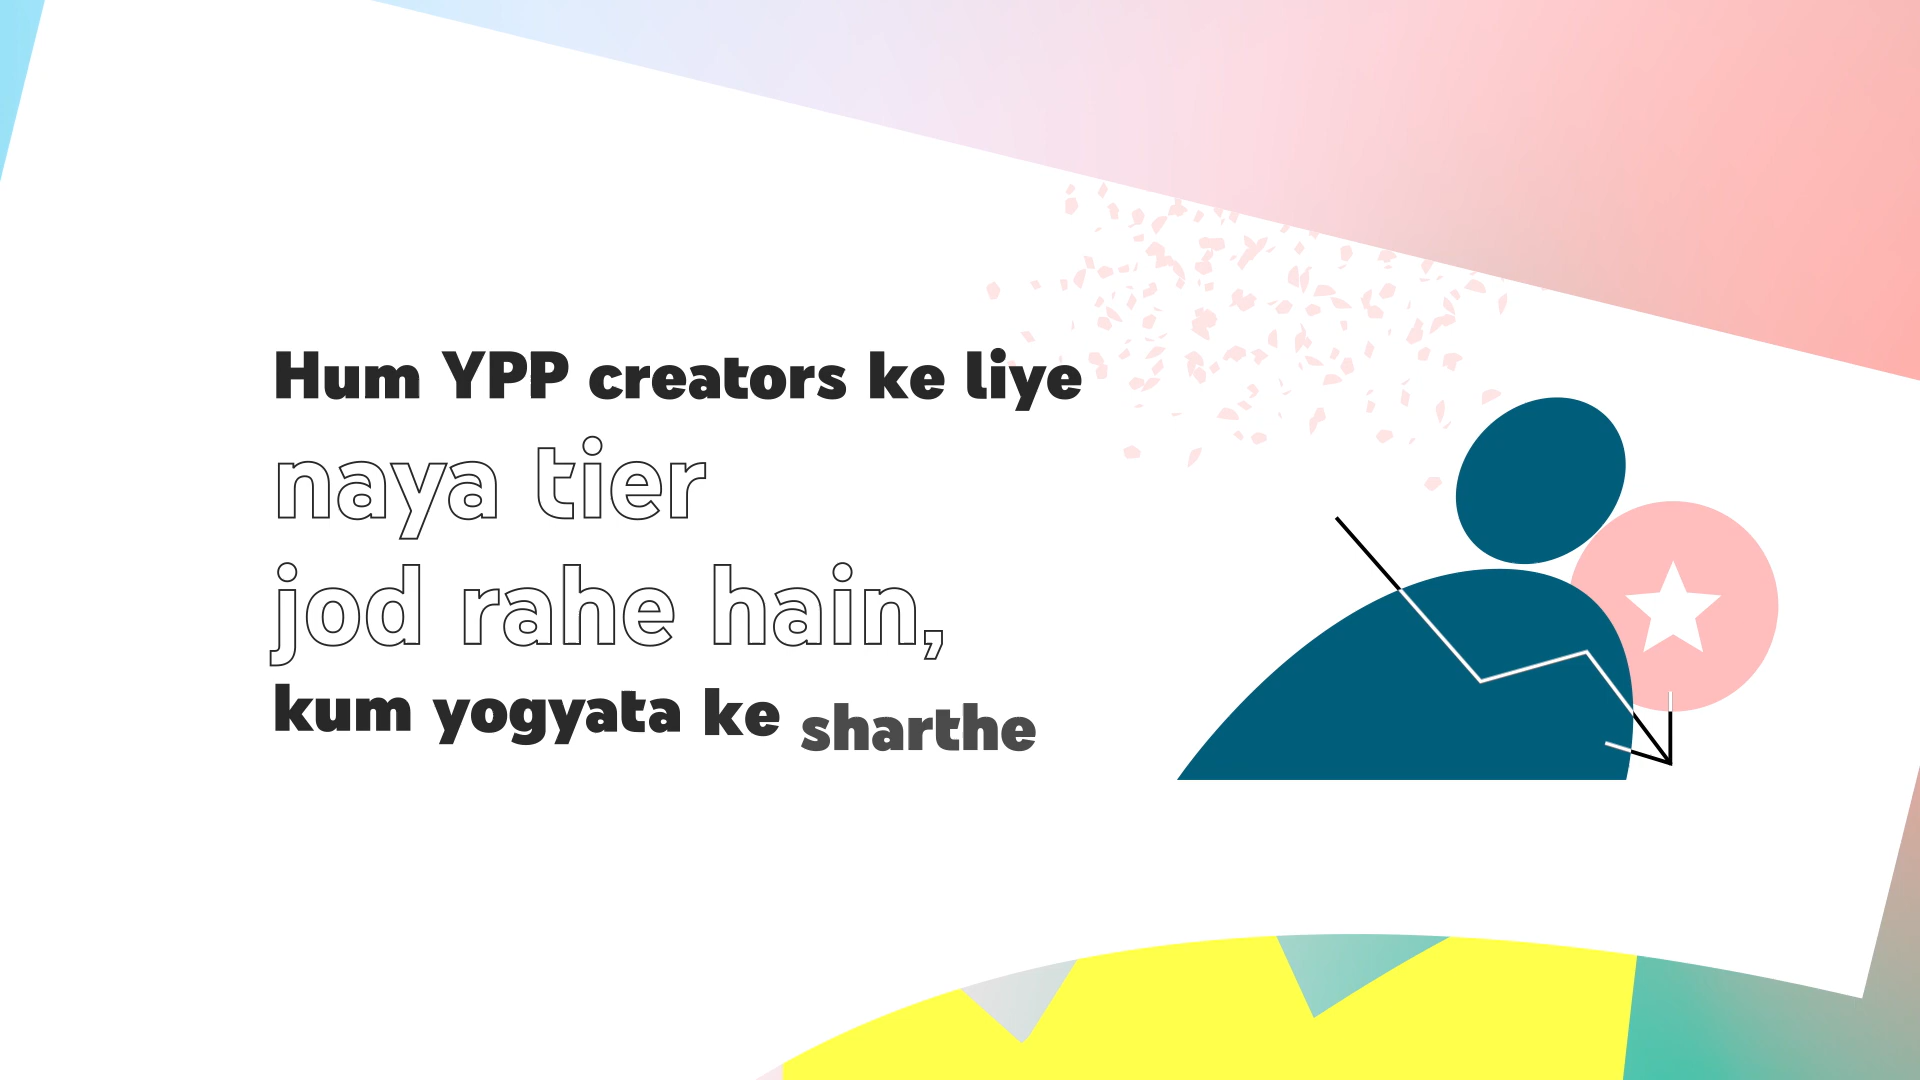 Hum YPP creators ke liye
naya tier
jod rahe hain,
kum yogyata ke sharthe